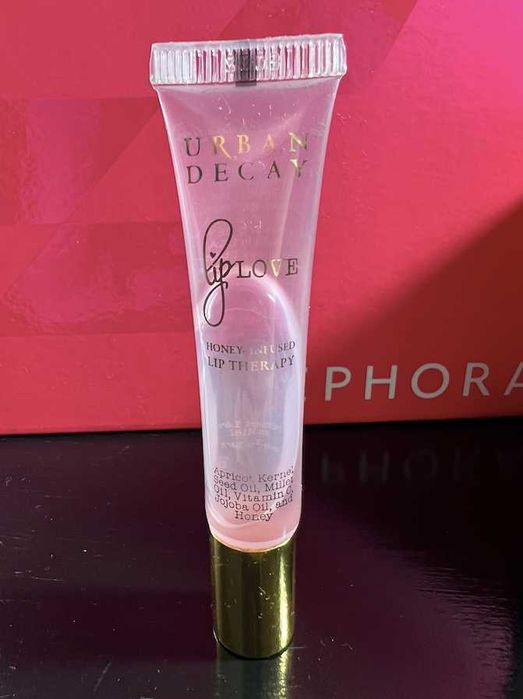 URBAN
DECAY
lip LOVE
HONEY-INFUSED
LIP THERAPY
Apricot Kernel
Seed Oil, Millet
Oil, Vitamin C,
Jojoba Oil, and
Honey
EPHORA